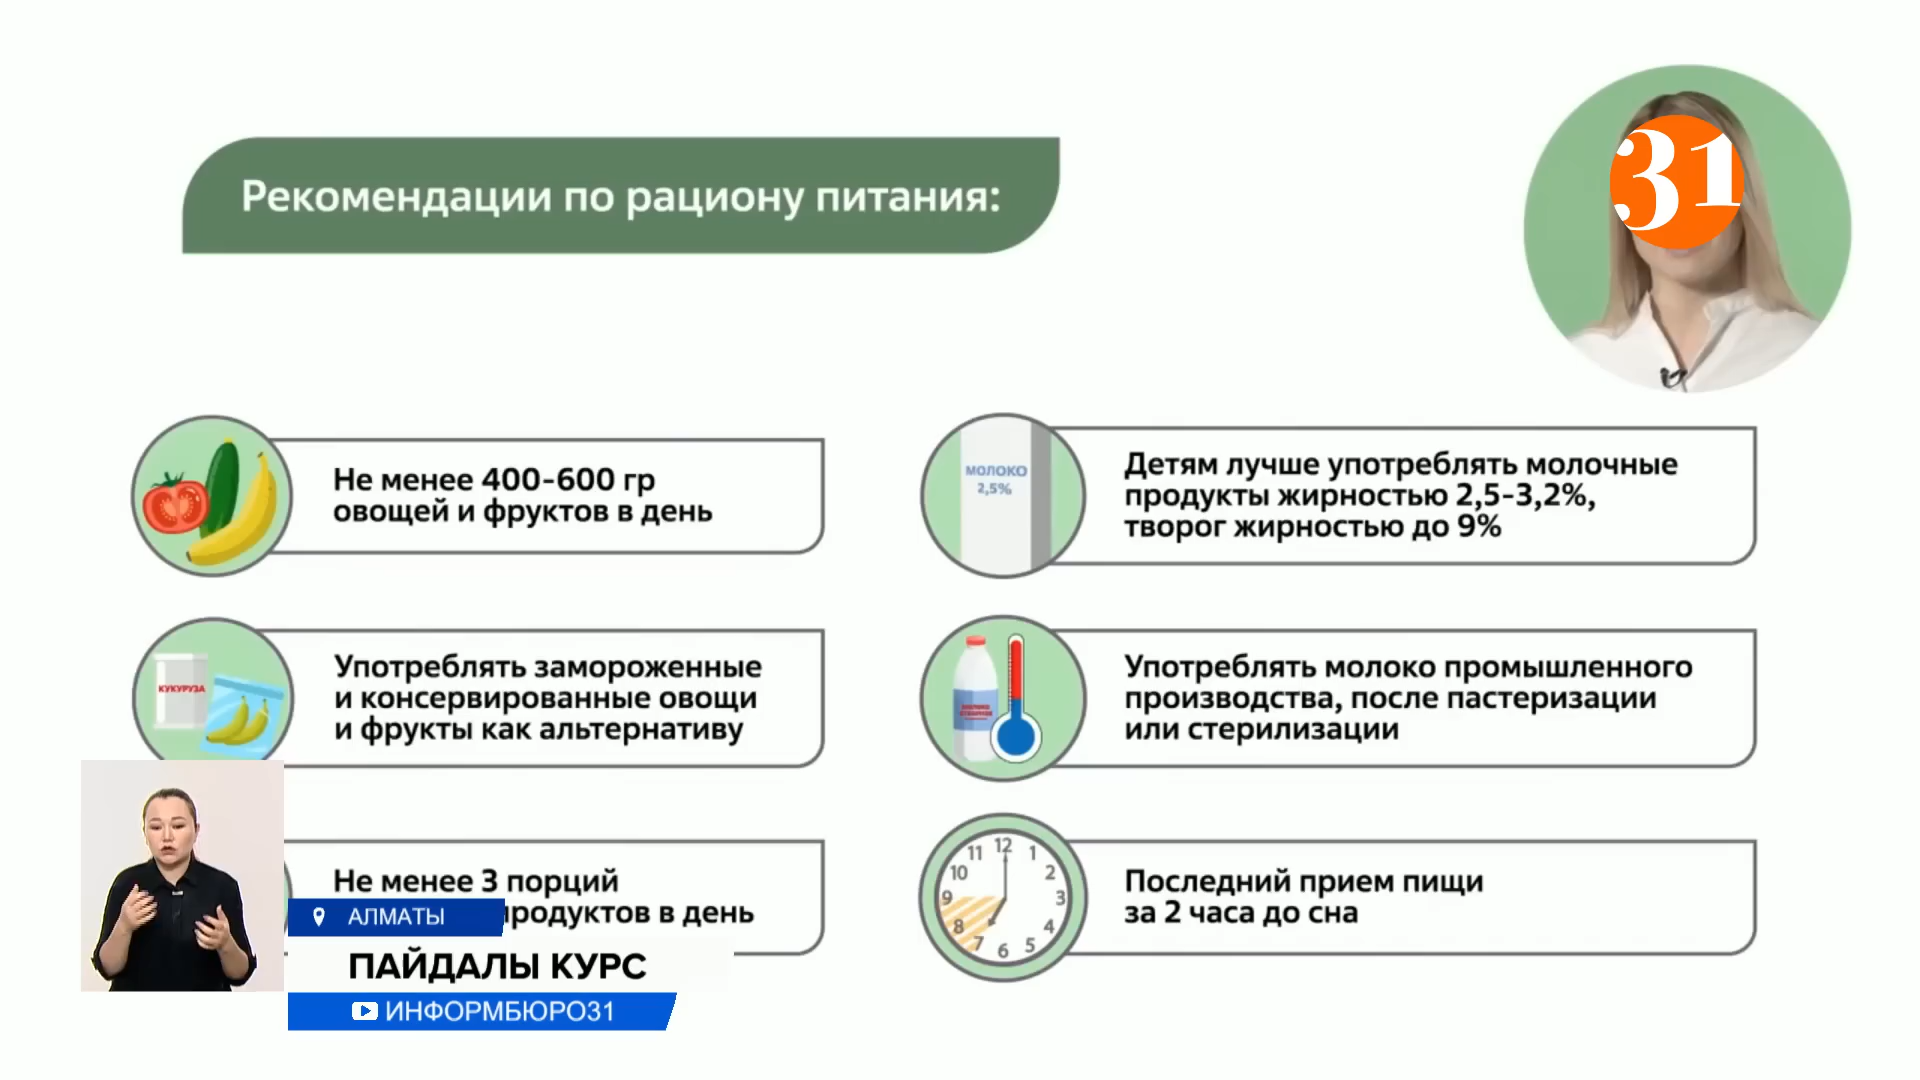 31
Рекомендации по рациону питания:
Не менее 400-600 гр
овощей и фруктов в день
МОЛОКО
2,5%
Детям лучше употреблять молочные
продукты жирностью 2,5-3,2%,
творог жирностью до 9%
КУКУРУЗА
Употреблять замороженные
и консервированные овощи
и фрукты как альтернативу
Употреблять молоко промышленного
производства, после пастеризации
или стерилизации
Не менее 3 порций
продуктов в день
12
1
2
3
4
5
6
7
8
9
10
11
Последний прием пищи
за 2 часа до сна
АЛМАТЫ
ПАЙДАЛЫ КУРС
ИНФОРМБЮРО31